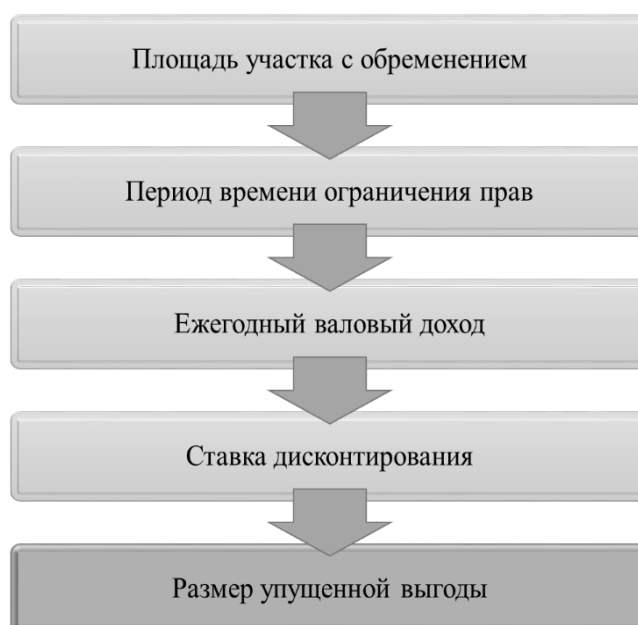 Площадь участка с обременением
Период времени ограничения прав
Ежегодный валовый доход
Ставка дисконтирования
Размер упущенной выгоды